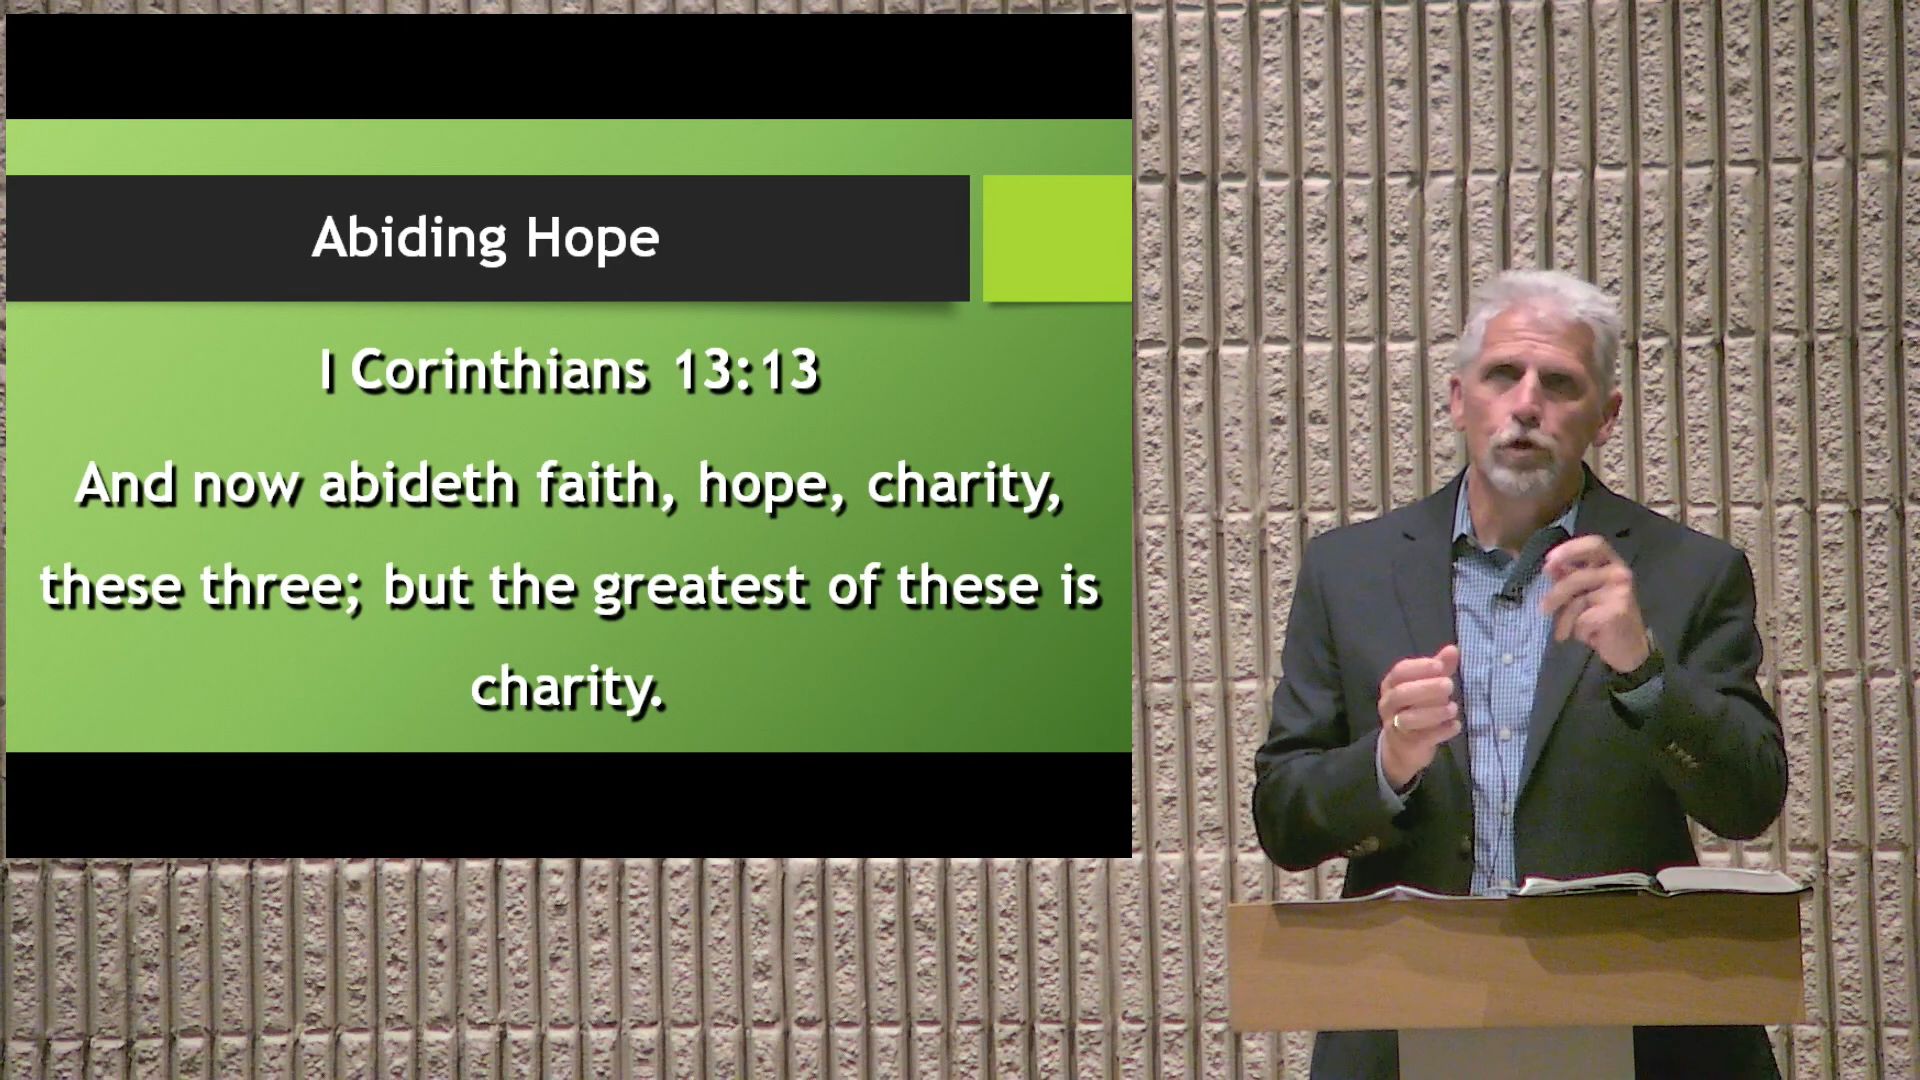 Abiding Hope
I Corinthians 13:13
And now abideth faith, hope, charity,
these three; but the greatest of these is
charity.